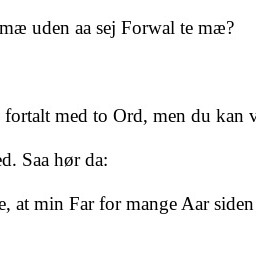 mæ uden aa sej Forwal te mæ?
fortalt med to Ord, men du kan v
ed. Saa hør da:
e, at min Far for mange Aar siden